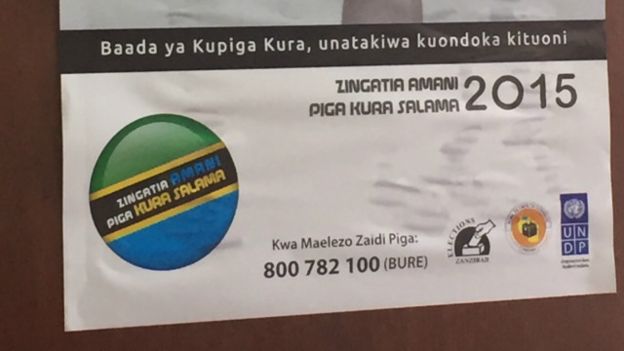 Baada ya Kupiga Kura, unatakiwa kuondoka kituoni
ZINGATIA AMANI
PIGA KURA SALAMA 2015
ZINGATIA AMANI
PIGA KURA SALAMA
Kwa Maelezo Zaidi Piga:
800 782 100 (BURE)
ELECTIONS
ZANZIBAR
U N
D P